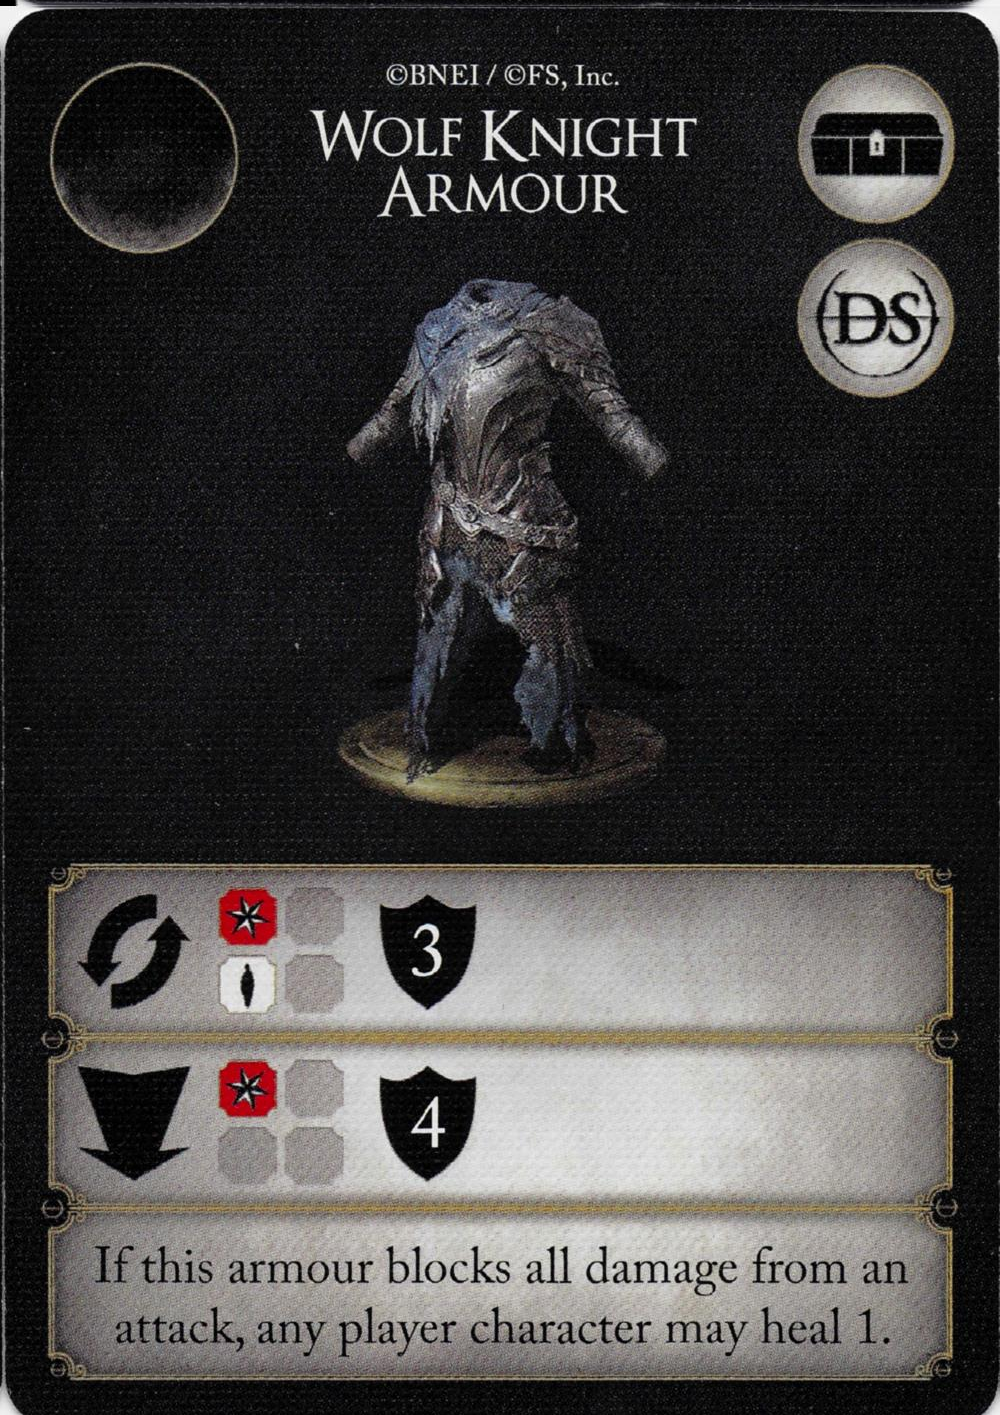 ©BNEI / ©FS, Inc.
WOLF KNIGHT
ARMOUR
DS
3
4
If this armour blocks all damage from an
attack, any player character may heal 1.